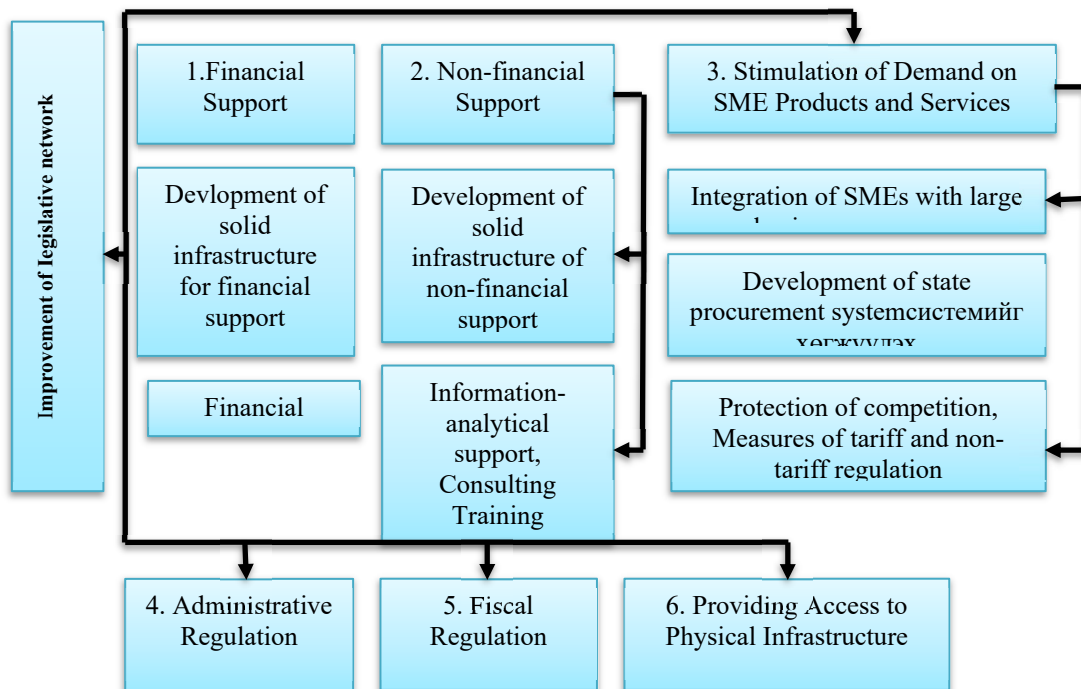 Improvement of legislative network
1.Financial
Support
2. Non-financial
Support
3. Stimulation of Demand on
SME Products and Services
Devlopment of
solid
infrastructure
for financial
support
Development of
solid
infrastructure of
non-financial
support
Integration of SMEs with large
Development of state
procurement systemсистемийг
хөгжүүлэх
Financial
Information-
analytical
support,
Consulting
Training
Protection of competition,
Measures of tariff and non-
tariff regulation
4. Administrative
Regulation
5. Fiscal
Regulation
6. Providing Access to
Physical Infrastructure